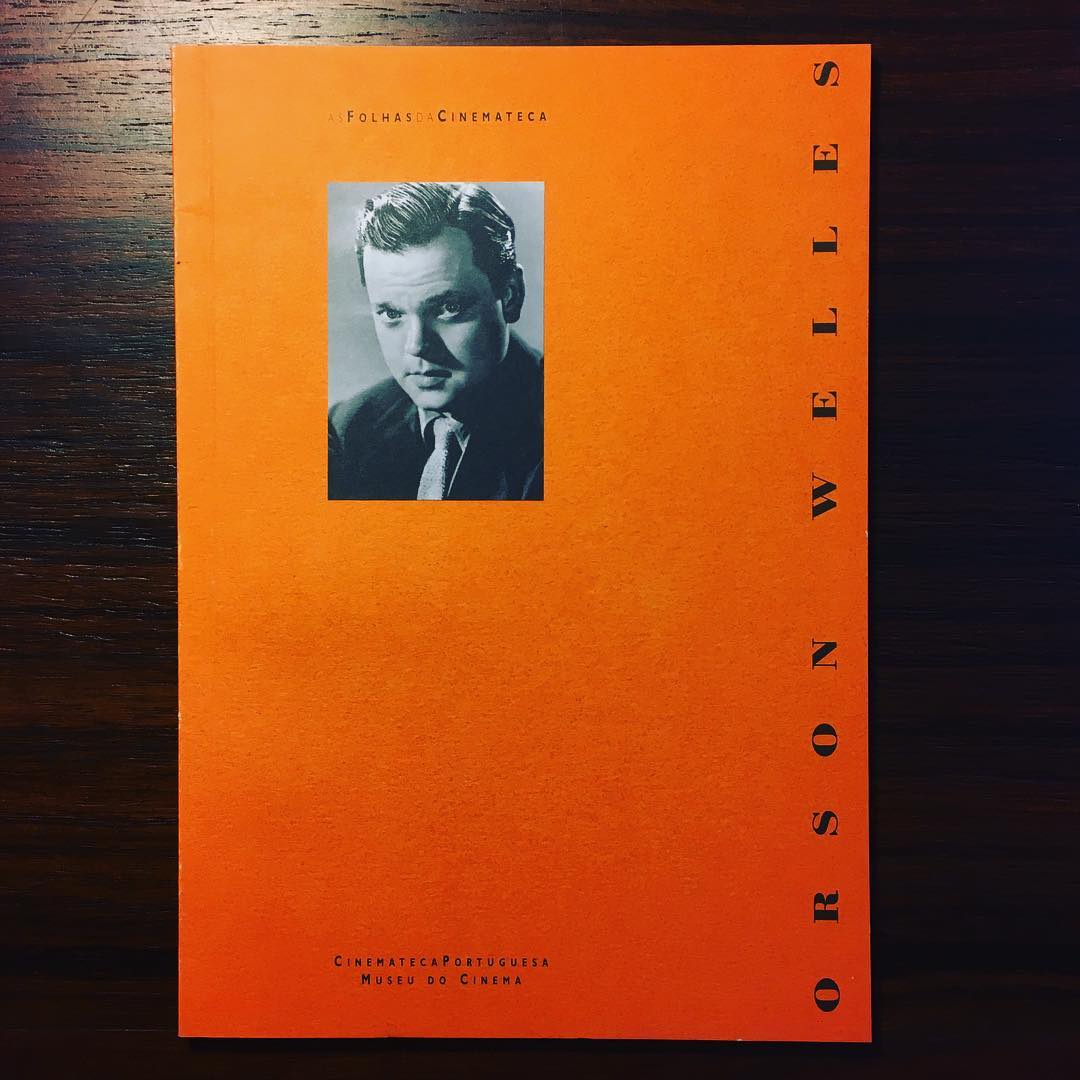 AS FOLHAS DA CINEMATECA
ORSON WELLES
CINEMATECA PORTUGUESA
MUSEU DO CINEMA